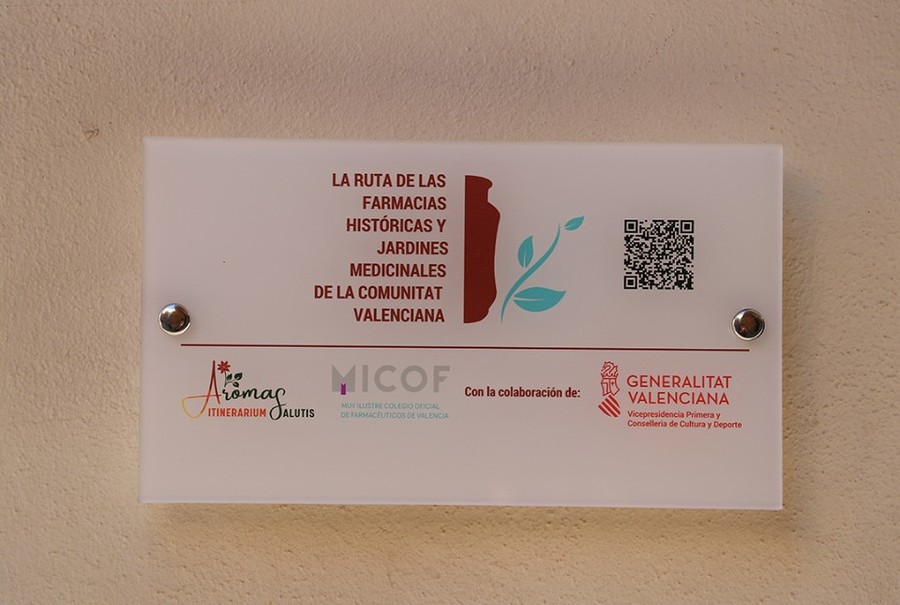 LA RUTA DE LAS
FARMACIAS
HISTÓRICAS Y
JARDINES
MEDICINALES
DE LA COMUNITAT
VALENCIANA
Aromas
ITINERARIUM SALUTIS
MICOF
MUY ILUSTRE COLEGIO OFICIAL
DE FARMACÉUTICOS DE VALENCIA
Con la colaboración de:
GENERALITAT
VALENCIANA
Vicepresidencia Primera y
Conselleria de Cultura y Deporte